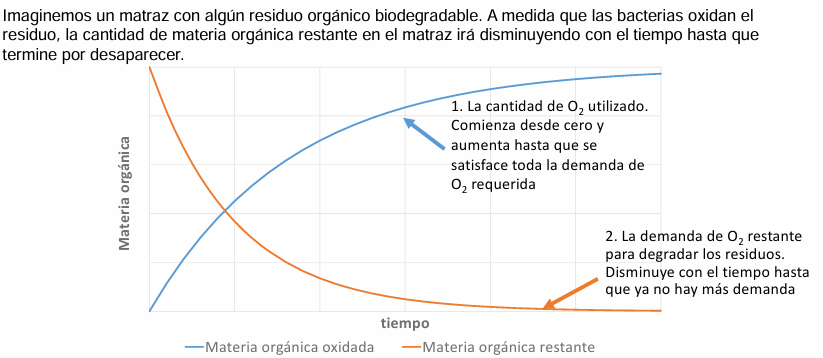 Imaginemos un matraz con algún residuo orgánico biodegradable. A medida que las bacterias oxidan el
residuo, la cantidad de materia orgánica restante en el matraz irá disminuyendo con el tiempo hasta que
termine por desaparecer.
1. La cantidad de O₂ utilizado.
Comienza desde cero y
aumenta hasta que se
satisface toda la demanda de
O₂ requerida
Materia orgánica
2. La demanda de O₂ restante
para degradar los residuos.
Disminuye con el tiempo hasta
que ya no hay más demanda
tiempo
Materia orgánica oxidada
Materia orgánica restante